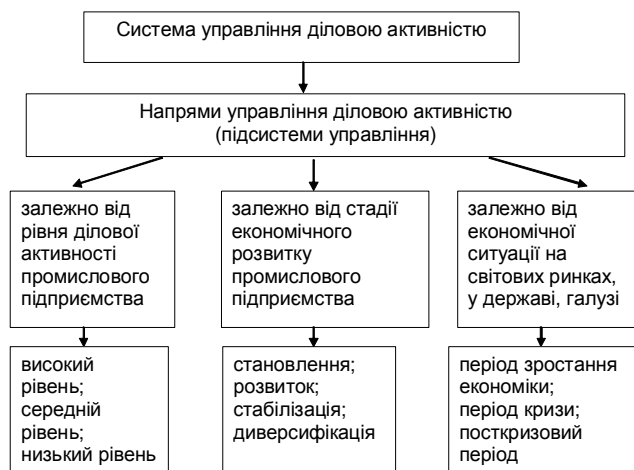 Система управління діловою активністю
Напрями управління діловою активністю
(підсистеми управління)
залежно від
рівня ділової
активності
промислового
підприємства
залежно від стадії
економічного
розвитку
промислового
підприємства
залежно від
економічної
ситуації на
світових ринках,
у державі, галузі
високий
рівень;
середній
рівень;
низький рівень
становлення;
розвиток;
стабілізація;
диверсифікація
період зростання
економіки;
період кризи;
посткризовий
період